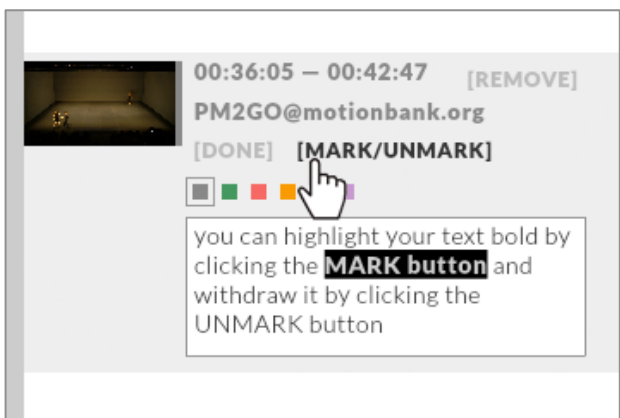 00:36:05 — 00:42:47 [REMOVE]
PM2GO@motionbank.org
[DONE] [MARK/UNMARK]
you can highlight your text bold by
clicking the MARK button and
withdraw it by clicking the
UNMARK button